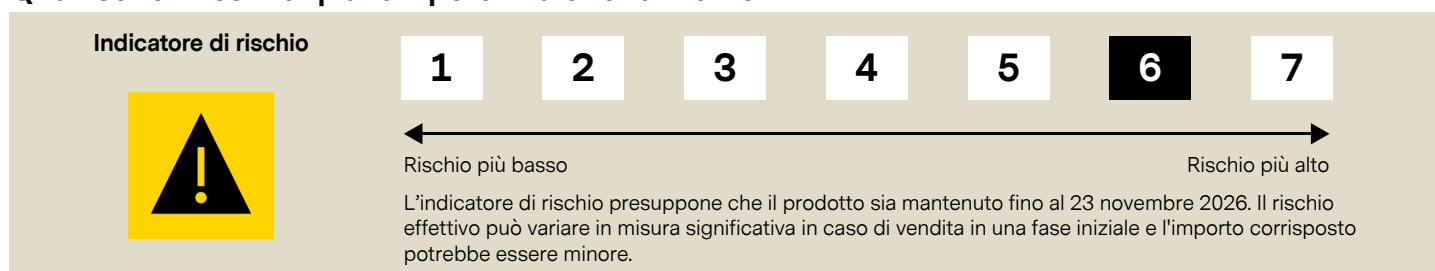 Indicatore di rischio
1 2 3 4 5 6 7
Rischio più basso
Rischio più alto
L'indicatore di rischio presuppone che il prodotto sia mantenuto fino al 23 novembre 2026. Il rischio
effettivo può variare in misura significativa in caso di vendita in una fase iniziale e l'importo corrisposto
potrebbe essere minore.